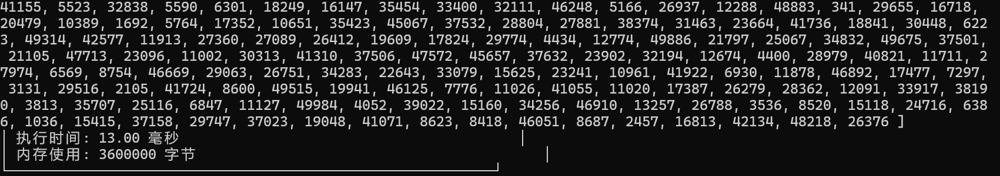 41155, 5523, 32838, 5590, 6301, 18249, 16147, 35454, 33400, 32111, 46248, 5166, 26937, 12288, 48883, 341, 29655, 16718,
20479, 10389, 1692, 5764, 17352, 10651, 35423, 45067, 37532, 28804, 27881, 38374, 31463, 23664, 41736, 18841, 30448, 622
3, 49314, 42577, 11913, 27360, 27089, 26412, 19609, 17824, 29774, 4434, 12774, 49886, 21797, 25067, 34832, 49675, 37501,
21105, 47713, 23096, 11002, 30313, 41310, 37506, 47572, 45657, 37632, 23902, 32194, 12674, 4400, 28979, 40821, 11711, 2
7974, 6569, 8754, 46669, 29063, 26751, 34283, 22643, 33079, 15625, 23241, 10961, 41922, 6930, 11878, 46892, 17477, 7297,
3131, 29516, 2105, 41724, 8600, 49515, 19941, 46125, 7776, 11026, 41055, 11020, 17387, 26279, 28362, 12091, 33917, 3819
0, 3813, 35707, 25116, 6847, 11127, 49984, 4052, 39022, 15160, 34256, 46910, 13257, 26788, 3536, 8520, 15118, 24716, 638
6, 1036, 15415, 37158, 29747, 37023, 19048, 41071, 8623, 8418, 46051, 8687, 2457, 16813, 42134, 48218, 26376 ]
执行时间: 13.00 毫秒
内存使用: 3600000 字节